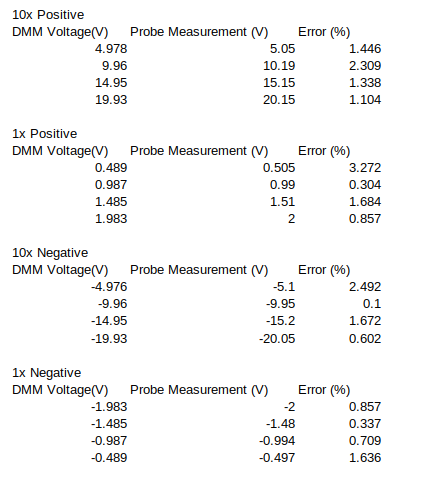 10x Positive
DMM Voltage(V) Probe Measurement (V) Error (%)
4.978 5.05 1.446
9.96 10.19 2.309
14.95 15.15 1.338
19.93 20.15 1.104
1x Positive
DMM Voltage(V) Probe Measurement (V) Error (%)
0.489 0.505 3.272
0.987 0.99 0.304
1.485 1.51 1.684
1.983 2 0.857
10x Negative
DMM Voltage(V) Probe Measurement (V) Error (%)
-4.976 -5.1 2.492
-9.96 -9.95 0.1
-14.95 -15.2 1.672
-19.93 -20.05 0.602
1x Negative
DMM Voltage(V) Probe Measurement (V) Error (%)
-1.983 -2 0.857
-1.485 -1.48 0.337
-0.987 -0.994 0.709
-0.489 -0.497 1.636